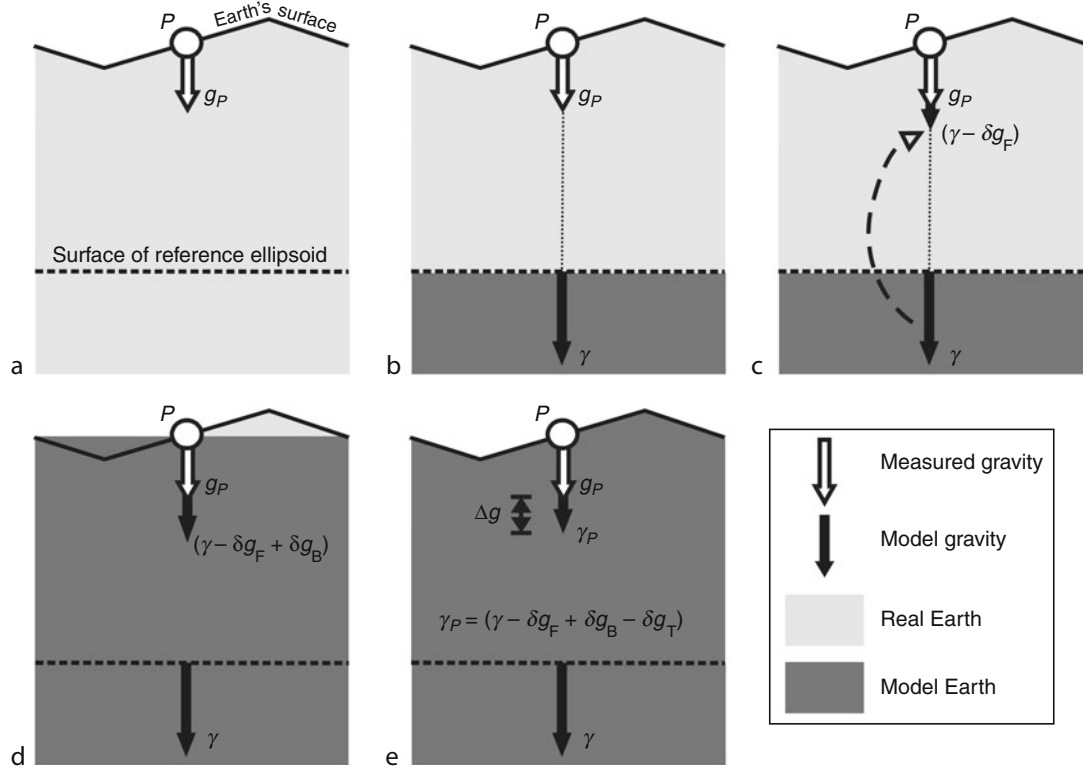 P
Earth's surface
g_P
Surface of reference ellipsoid
a
P
g_P
γ
b
P
g_P
(γ – δg_F)
γ
c
P
g_P
(γ – δg_F + δg_B)
γ
d
P
g_P
Δg
γ_P
γ_P = (γ – δg_F + δg_B – δg_T)
γ
e
Measured gravity
Model gravity
Real Earth
Model Earth